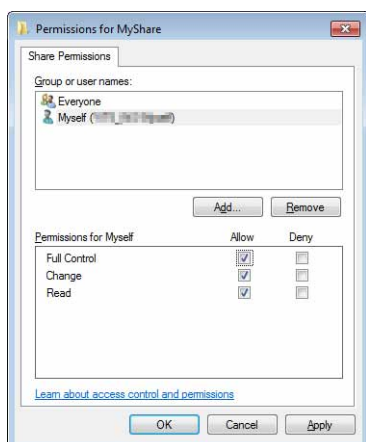 Permissions for MyShare
Share Permissions
Group or user names:
Everyone
Myself (
Add... Remove
Permissions for Myself Allow Deny
Full Control
Change
Read
Learn about access control and permissions
OK Cancel Apply